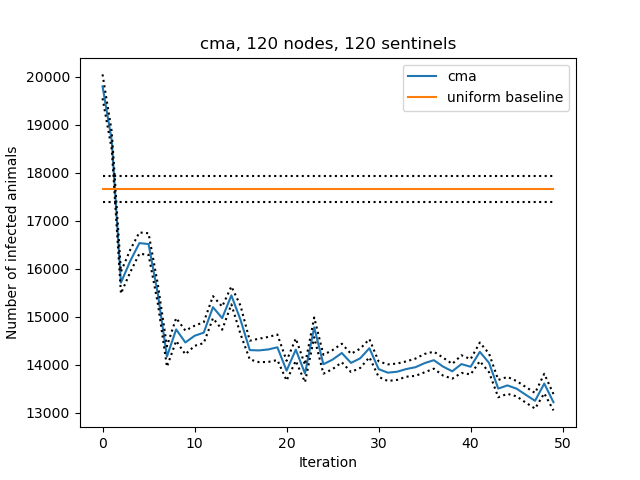 cma, 120 nodes, 120 sentinels
cma
uniform baseline
Number of infected animals
20000
19000
18000
17000
16000
15000
14000
13000
0 10 20 30 40 50
Iteration